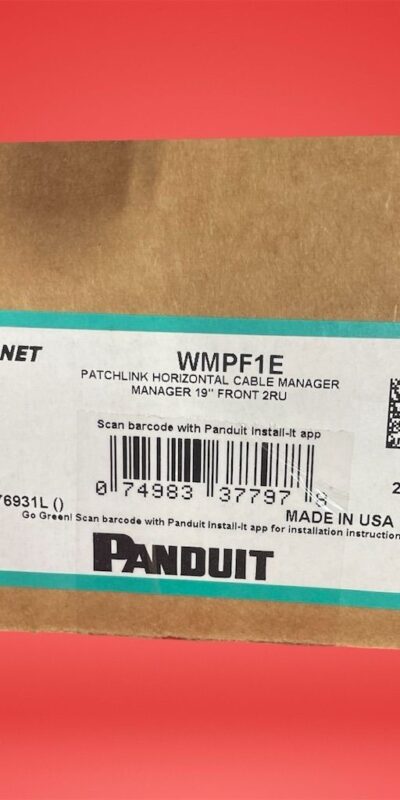 NET
WMPF1E
PATCHLINK HORIZONTAL CABLE MANAGER
MANAGER 19" FRONT 2RU
Scan barcode with Panduit Install-It app
0 74983 37797 8
76931L ()
MADE IN USA
2
Go Green! Scan barcode with Panduit Install-It app for installation instruction
PANDUIT